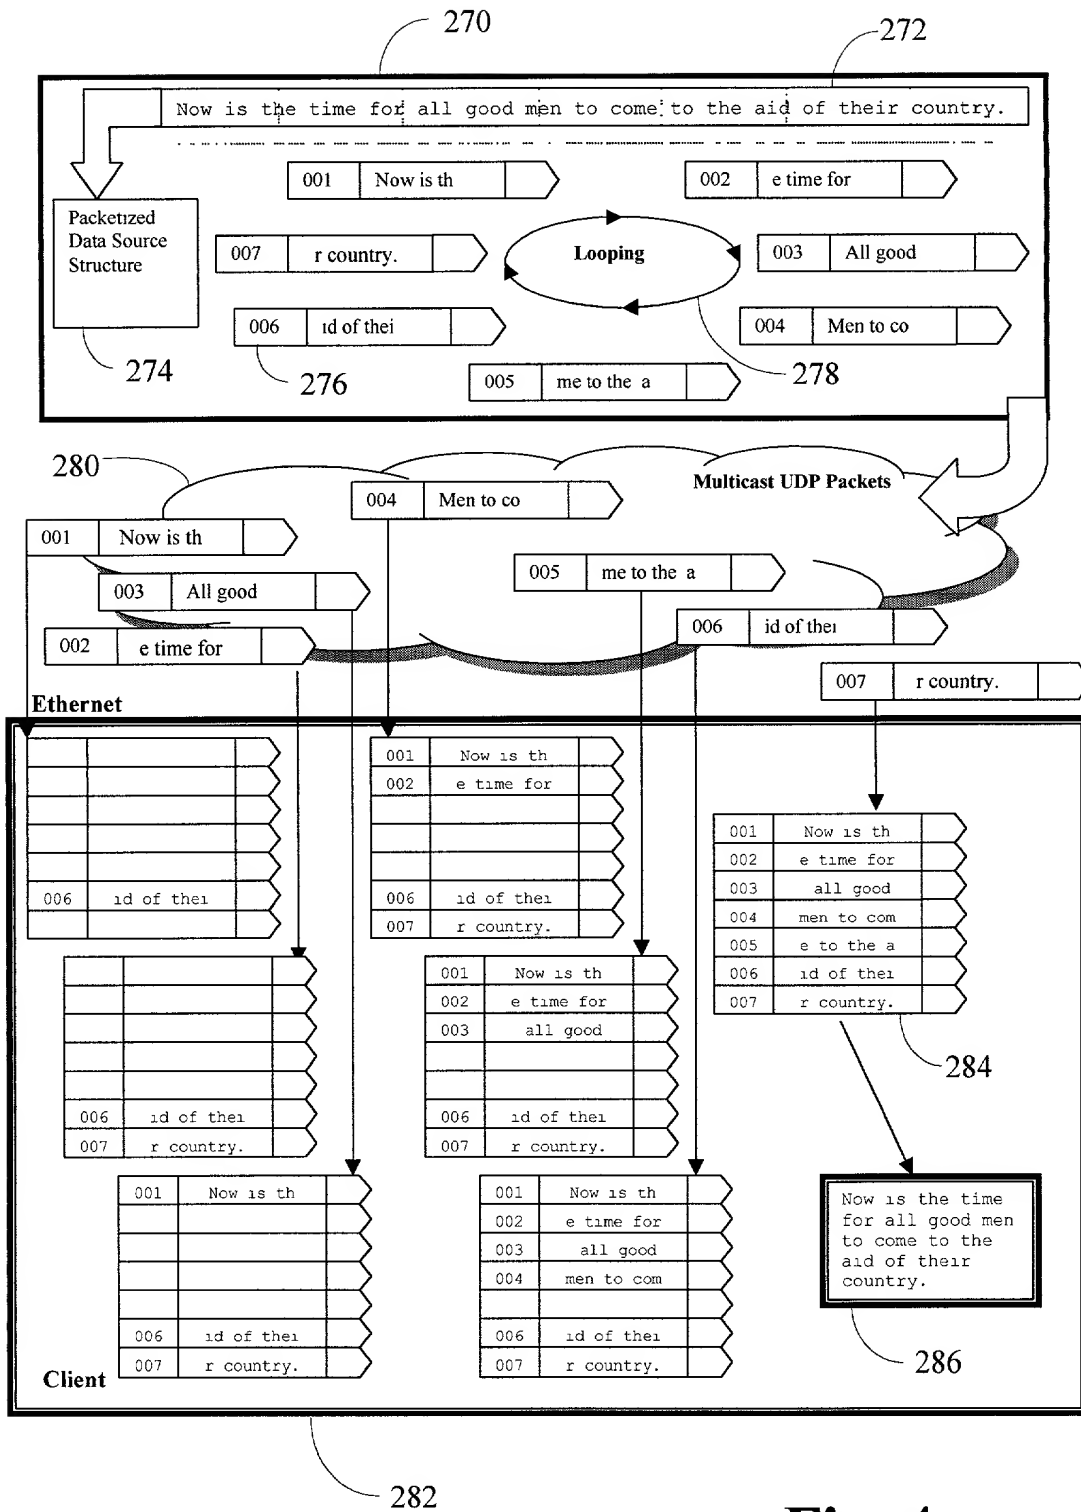 270
272
Now is the time for all good men to come to the aid of their country.
001 Now is th
002 e time for
Packetized
Data Source
Structure
007 r country.
Looping
003 All good
006 id of thei
004 Men to co
274
276
005 me to the a
278
280
004 Men to co
Multicast UDP Packets
001 Now is th
005 me to the a
003 All good
006 id of thei
002 e time for
007 r country.
Ethernet
006 id of thei
001 Now is th
002 e time for
006 id of thei
007 r country.
001 Now is th
002 e time for
003 all good
004 men to com
005 e to the a
006 id of thei
007 r country.
284
006 id of thei
007 r country.
001 Now is th
002 e time for
003 all good
006 id of thei
007 r country.
001 Now is th
006 id of thei
007 r country.
001 Now is th
002 e time for
003 all good
004 men to com
006 id of thei
007 r country.
Now is the time
for all good men
to come to the
aid of their
country.
286
Client
282